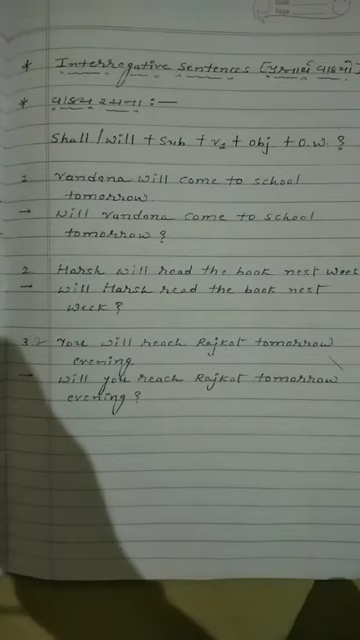 * Interrogative Sentences [પ્રશ્નાર્થ વાક્યો]
* વાક્ય રચના :—
Shall / will + sub + v1 + obj + o.w. ?
1. Vandana will come to school
tomorrow.
→ will vandana come to school
tomorrow ?
2. Harsh will read the book next week
→ will Harsh read the book next
week ?
3. You will reach Rajkot tomorrow
evening.
→ will you reach Rajkot tomorrow
evening ?